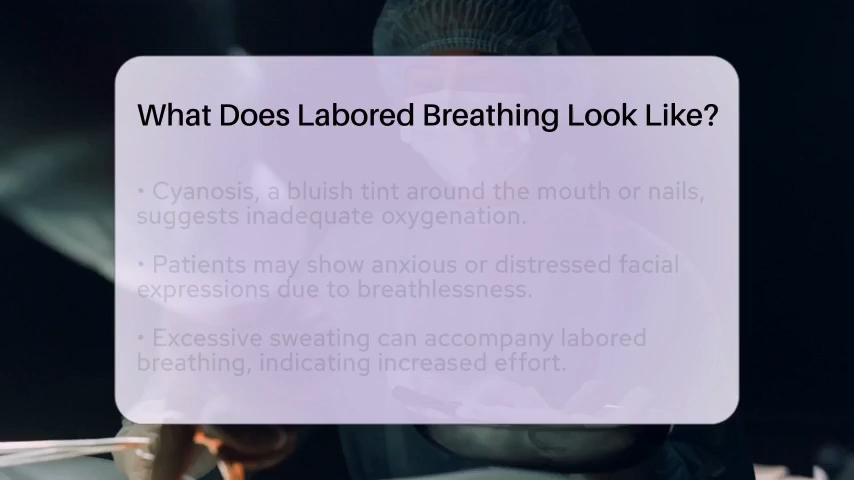 What Does Labored Breathing Look Like?
• Cyanosis, a bluish tint around the mouth or nails,
suggests inadequate oxygenation.
• Patients may show anxious or distressed facial
expressions due to breathlessness.
• Excessive sweating can accompany labored
breathing, indicating increased effort.